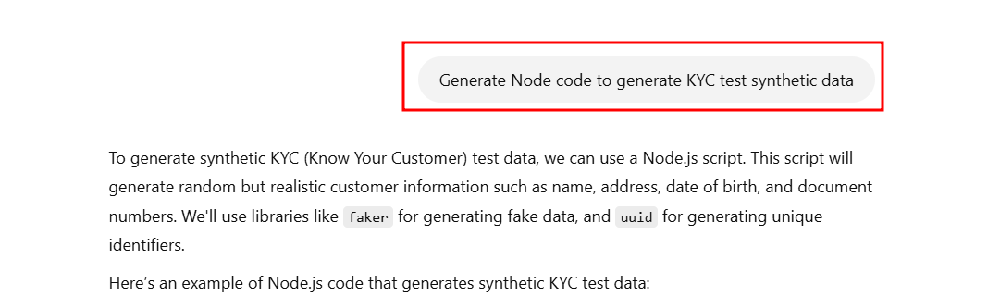 Generate Node code to generate KYC test synthetic data
To generate synthetic KYC (Know Your Customer) test data, we can use a Node.js script. This script will
generate random but realistic customer information such as name, address, date of birth, and document
numbers. We'll use libraries like faker for generating fake data, and uuid for generating unique
identifiers.
Here’s an example of Node.js code that generates synthetic KYC test data: